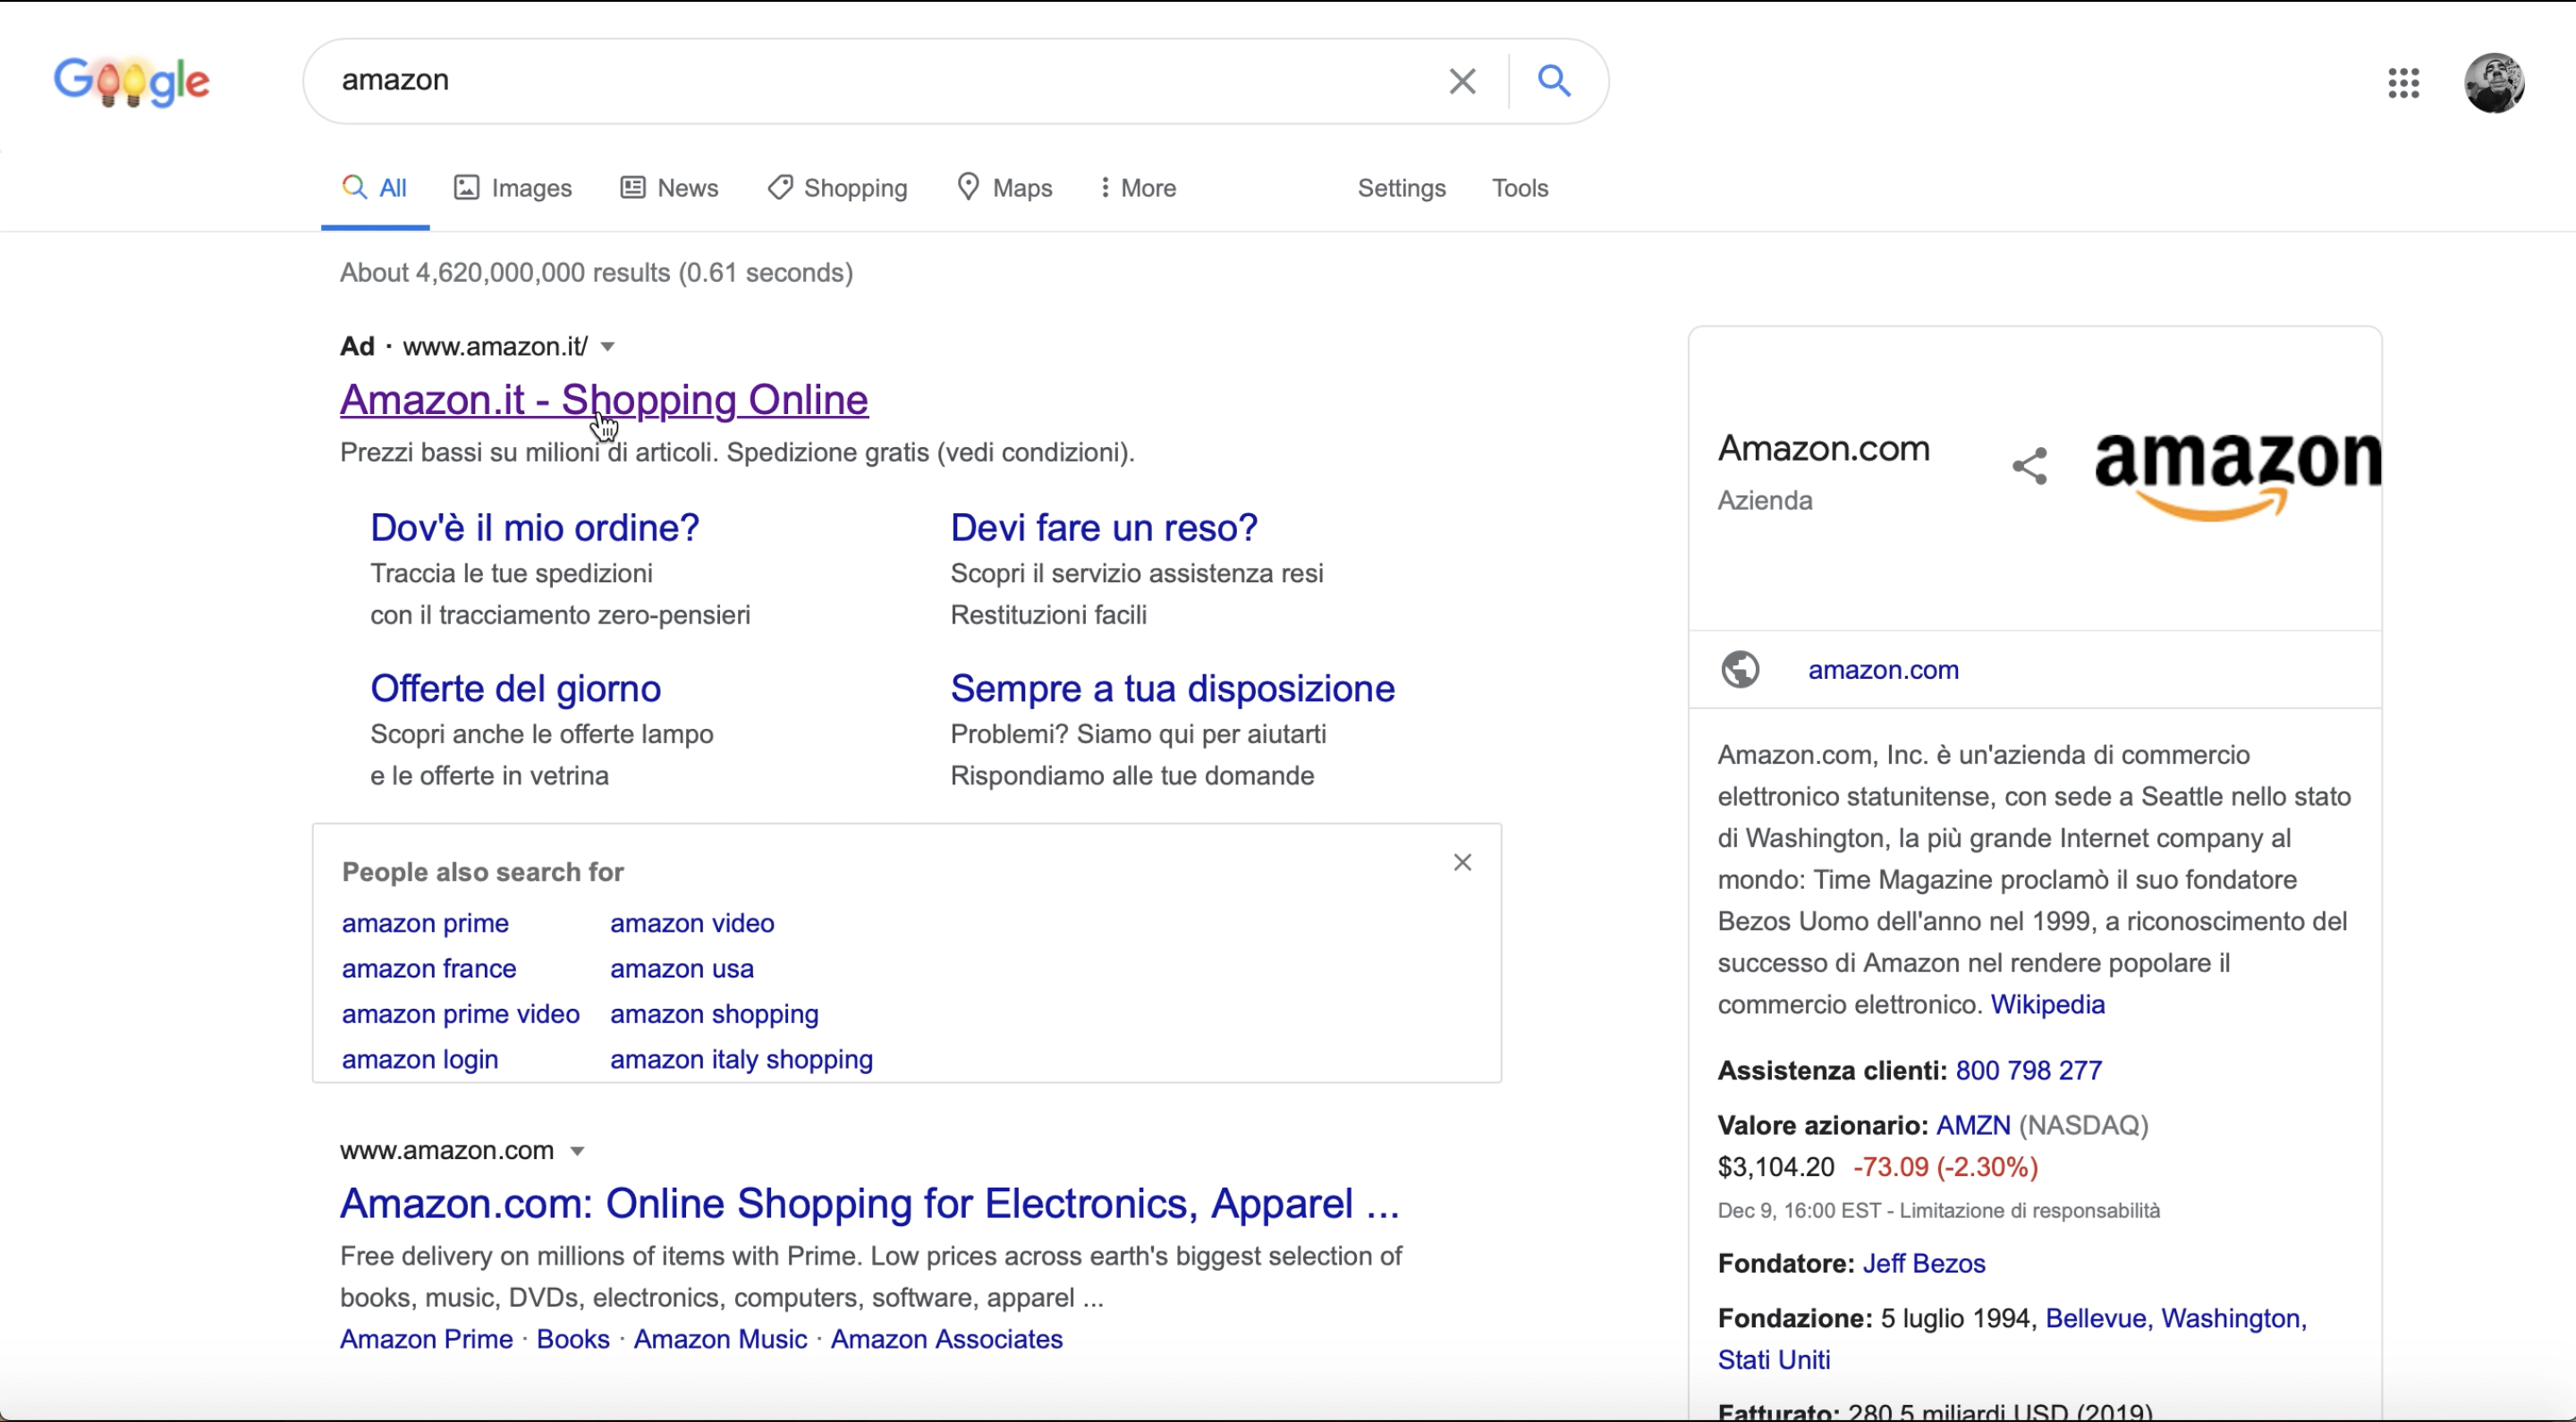 Google
amazon
All
Images
News
Shopping
Maps
More
Settings
Tools
About 4,620,000,000 results (0.61 seconds)
Ad · www.amazon.it/
Amazon.it - Shopping Online
Prezzi bassi su milioni di articoli. Spedizione gratis (vedi condizioni).
Dov'è il mio ordine?
Traccia le tue spedizioni
con il tracciamento zero-pensieri
Devi fare un reso?
Scopri il servizio assistenza resi
Restituzioni facili
Offerte del giorno
Scopri anche le offerte lampo
e le offerte in vetrina
Sempre a tua disposizione
Problemi? Siamo qui per aiutarti
Rispondiamo alle tue domande
People also search for
amazon prime
amazon video
amazon france
amazon usa
amazon prime video
amazon shopping
amazon login
amazon italy shopping
www.amazon.com
Amazon.com: Online Shopping for Electronics, Apparel ...
Free delivery on millions of items with Prime. Low prices across earth's biggest selection of
books, music, DVDs, electronics, computers, software, apparel ...
Amazon Prime · Books · Amazon Music · Amazon Associates
Amazon.com
Azienda
amazon
amazon.com
Amazon.com, Inc. è un'azienda di commercio
elettronico statunitense, con sede a Seattle nello stato
di Washington, la più grande Internet company al
mondo: Time Magazine proclamò il suo fondatore
Bezos Uomo dell'anno nel 1999, a riconoscimento del
successo di Amazon nel rendere popolare il
commercio elettronico. Wikipedia
Assistenza clienti: 800 798 277
Valore azionario: AMZN (NASDAQ)
$3,104.20 -73.09 (-2.30%)
Dec 9, 16:00 EST - Limitazione di responsabilità
Fondatore: Jeff Bezos
Fondazione: 5 luglio 1994, Bellevue, Washington,
Stati Uniti
Fatturato: 280,5 miliardi USD (2019)